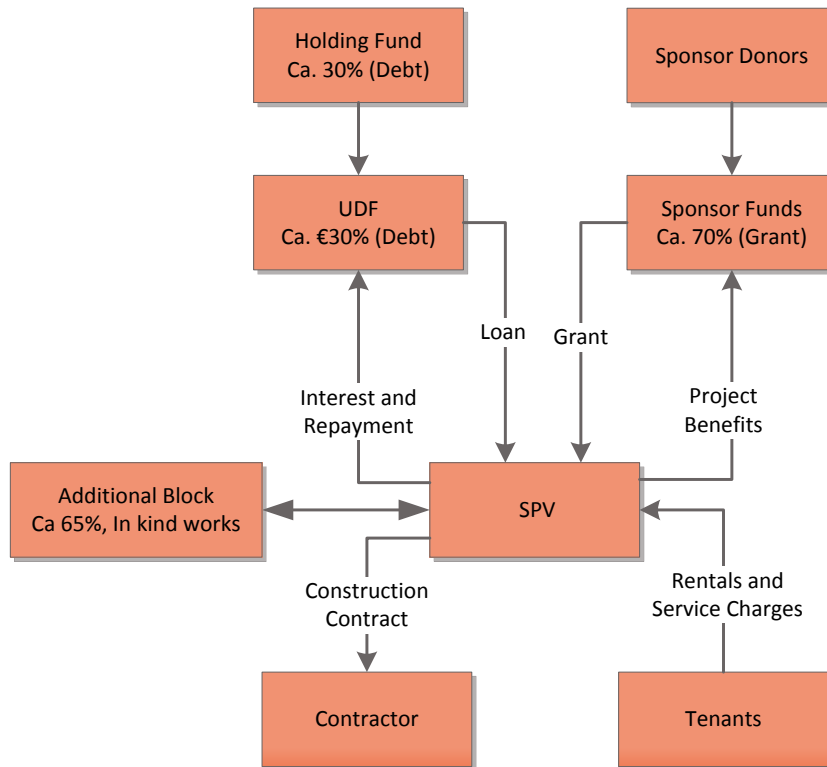 Holding Fund
Ca. 30% (Debt)
Sponsor Donors
UDF
Ca. €30% (Debt)
Sponsor Funds
Ca. 70% (Grant)
Loan
Grant
Interest and
Repayment
Project
Benefits
Additional Block
Ca 65%, In kind works
SPV
Construction
Contract
Rentals and
Service Charges
Contractor
Tenants